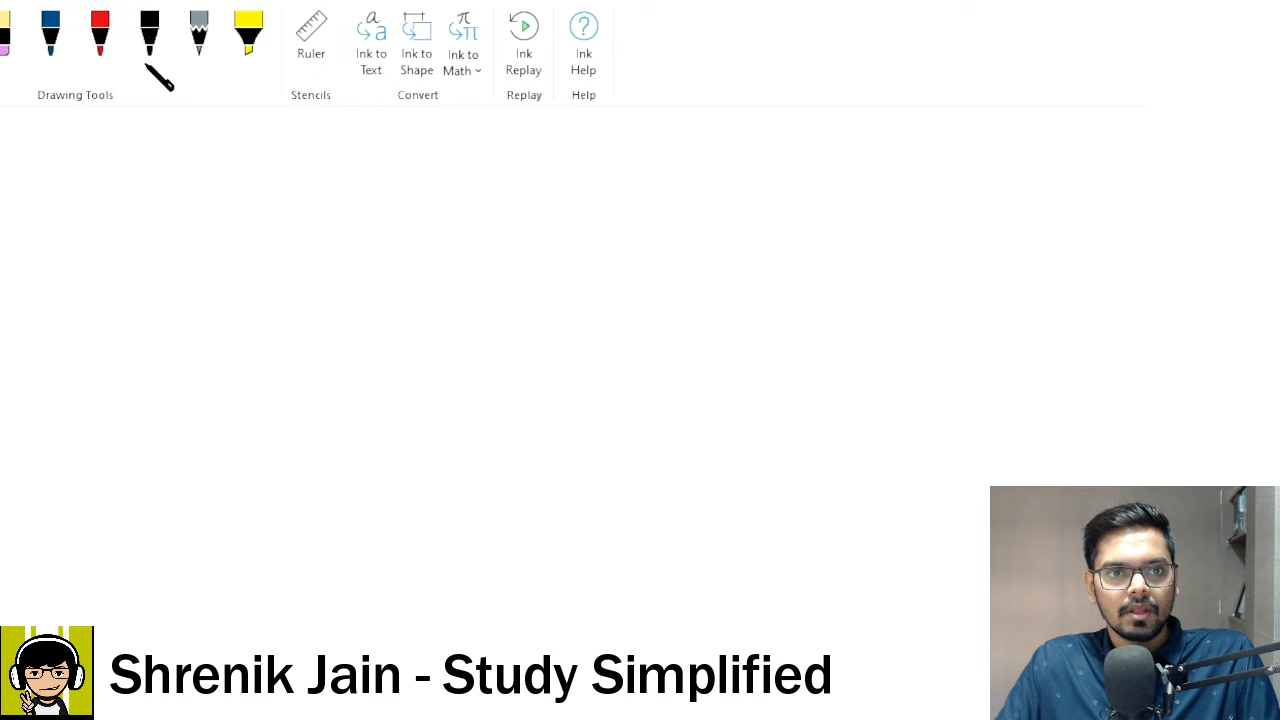 Ruler
Ink to Text
Ink to Shape
Ink to Math
Ink Replay
Ink Help
Drawing Tools
Stencils
Convert
Replay
Help
Shrenik Jain - Study Simplified